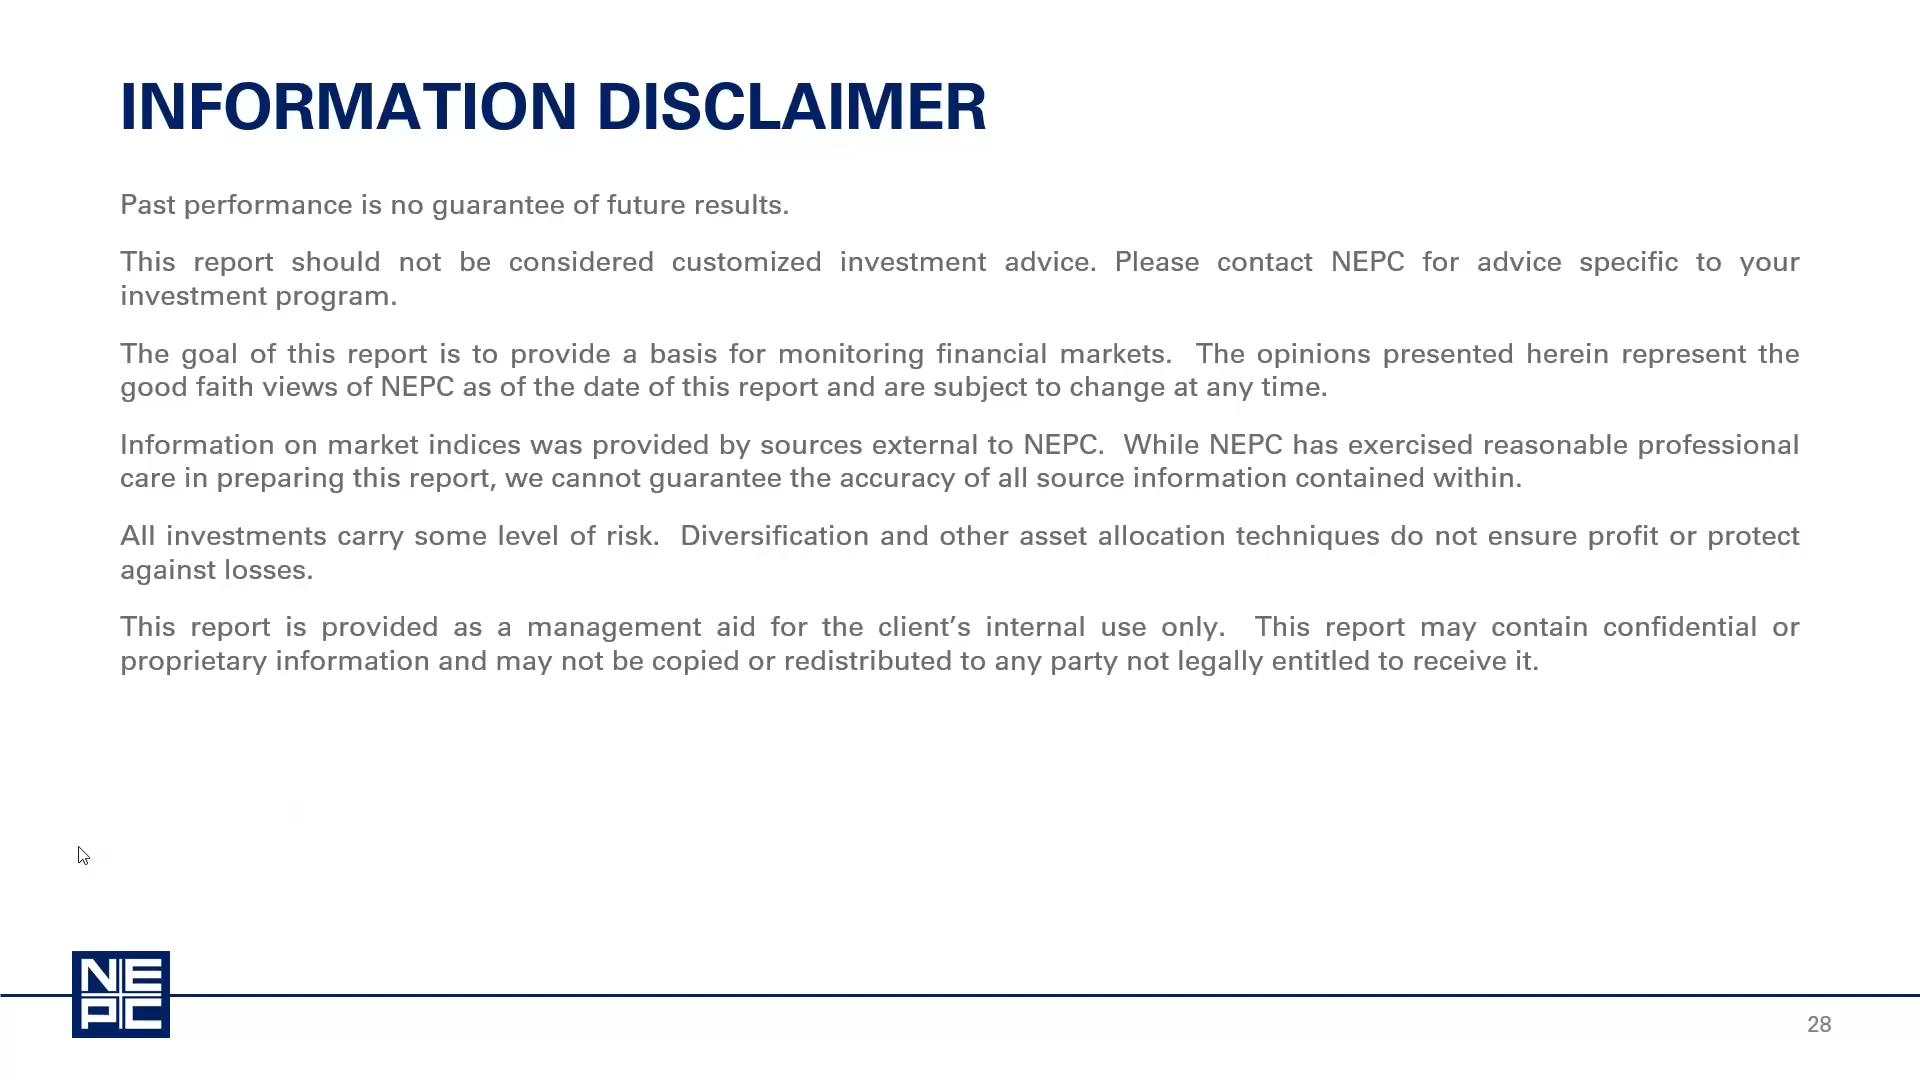 INFORMATION DISCLAIMER
Past performance is no guarantee of future results.
This report should not be considered customized investment advice. Please contact NEPC for advice specific to your
investment program.
The goal of this report is to provide a basis for monitoring financial markets.  The opinions presented herein represent the
good faith views of NEPC as of the date of this report and are subject to change at any time.
Information on market indices was provided by sources external to NEPC.  While NEPC has exercised reasonable professional
care in preparing this report, we cannot guarantee the accuracy of all source information contained within.
All investments carry some level of risk.  Diversification and other asset allocation techniques do not ensure profit or protect
against losses.
This report is provided as a management aid for the client’s internal use only.  This report may contain confidential or
proprietary information and may not be copied or redistributed to any party not legally entitled to receive it.
NE
PC
28